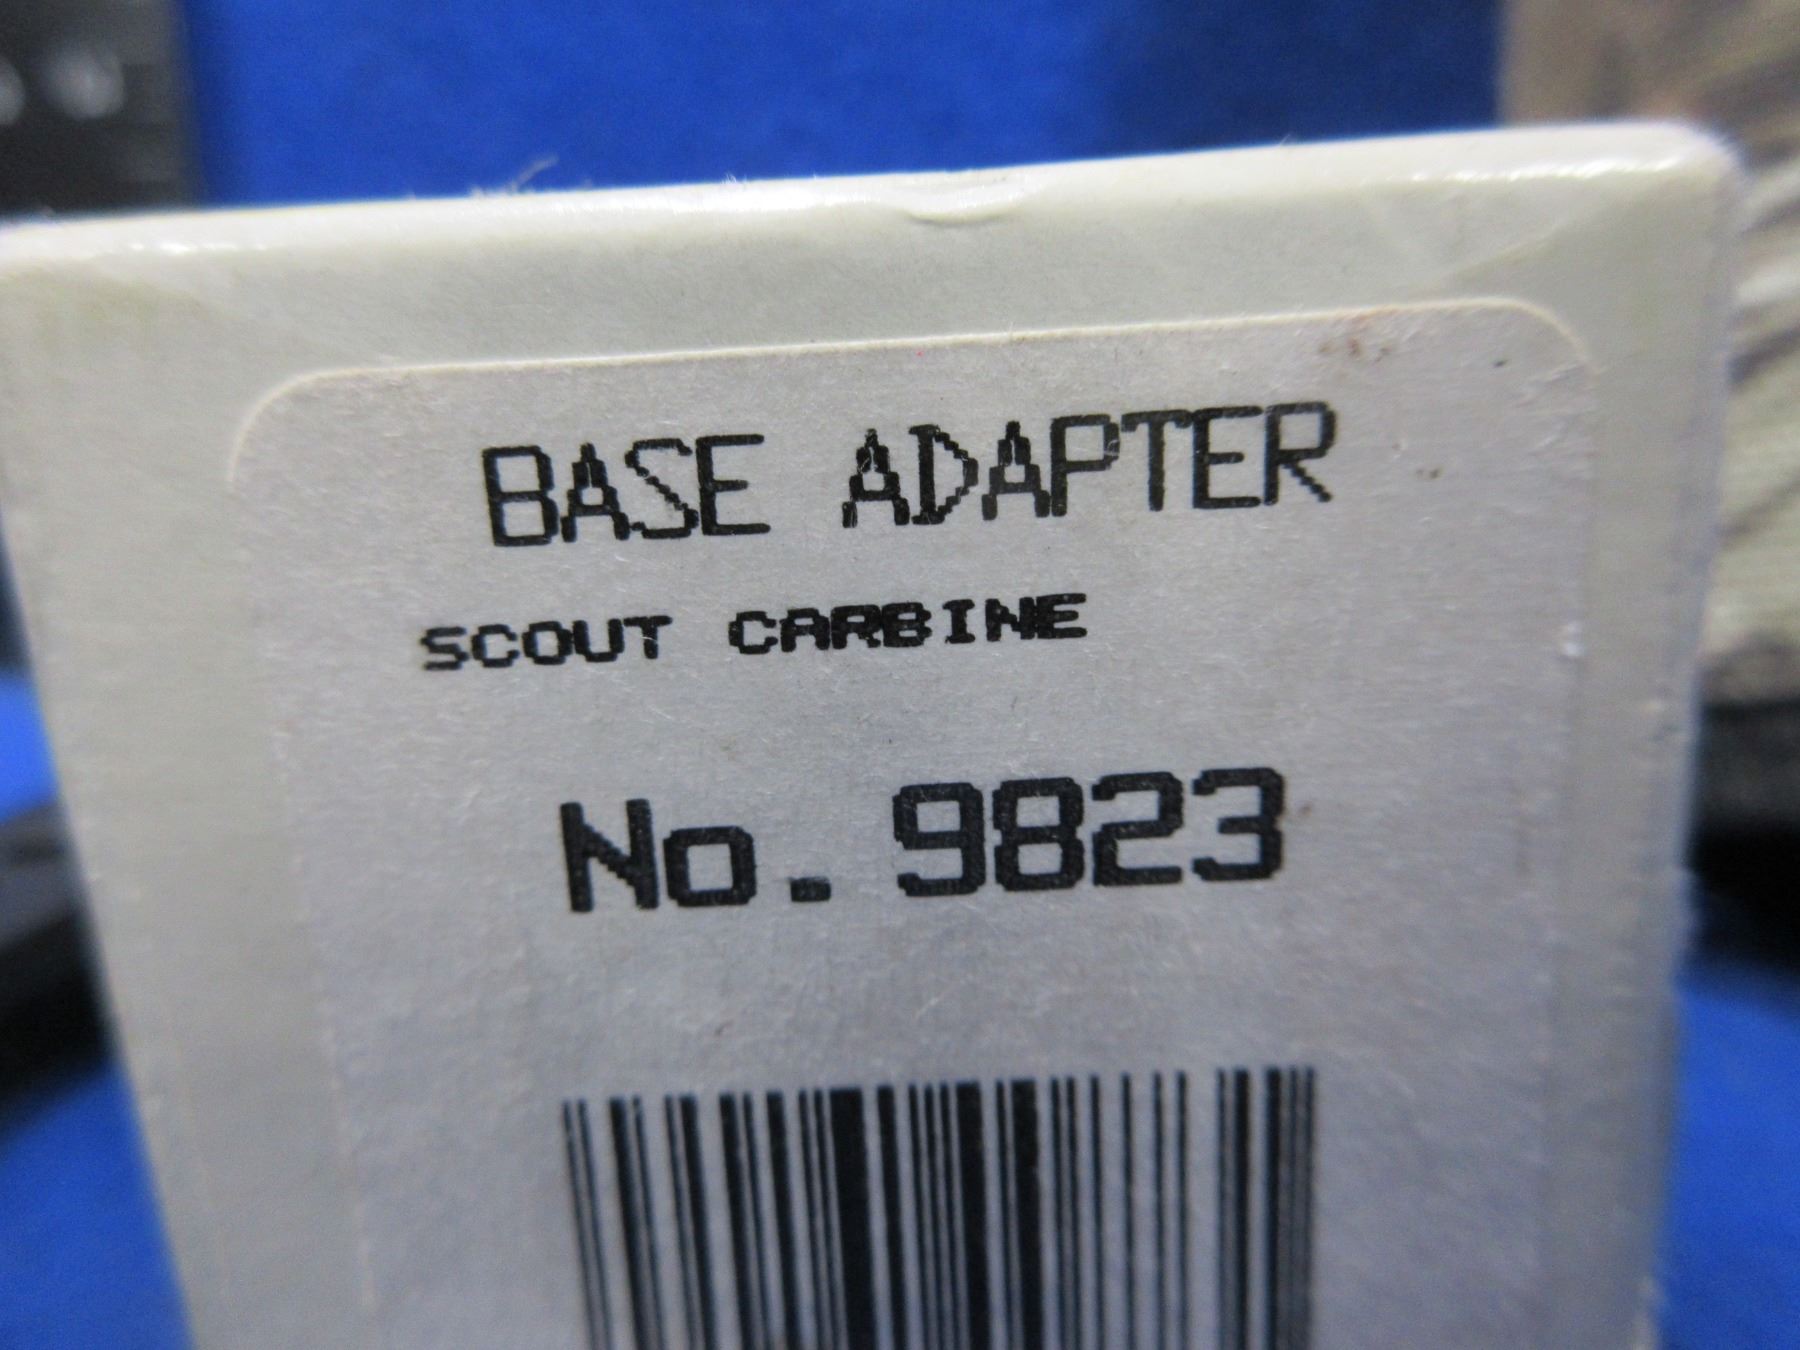 BASE ADAPTER
SCOUT CARBINE
No. 9823